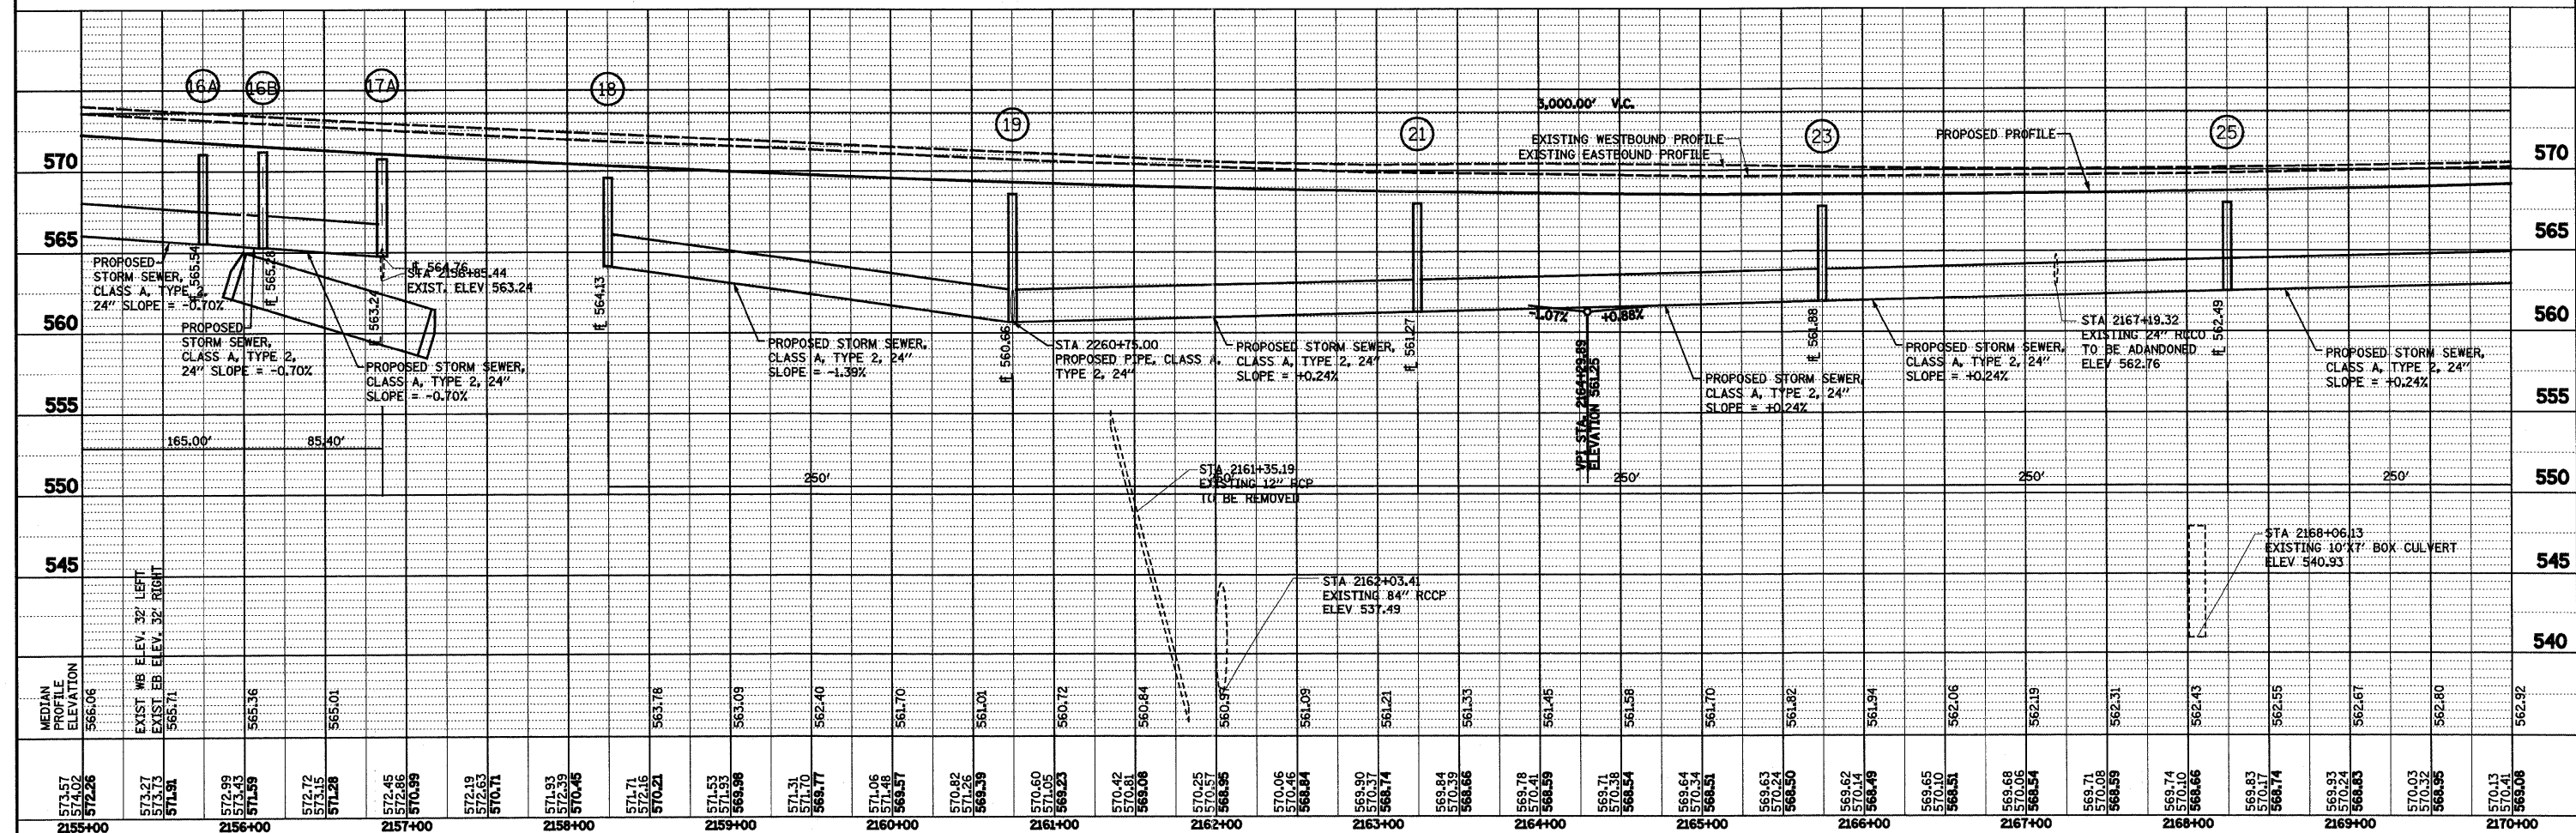 16A
16B
17A
18
19
21
23
25
3,000.00' V.C.
EXISTING WESTBOUND PROFILE
EXISTING EASTBOUND PROFILE
PROPOSED PROFILE
570
570
565
565
560
560
555
555
550
550
545
545
540
540
PROPOSED
STORM SEWER,
CLASS A, TYPE 2,
24" SLOPE = -0.70%
℄ 565.54
PROPOSED
STORM SEWER,
CLASS A, TYPE 2,
24" SLOPE = -0.70%
℄ 565.28
PROPOSED STORM SEWER,
CLASS A, TYPE 2, 24"
SLOPE = -0.70%
℄ 564.76
STA 2156+85.44
EXIST. ELEV 563.24
℄ 563.24
℄ 564.13
PROPOSED STORM SEWER,
CLASS A, TYPE 2, 24"
SLOPE = -1.39%
℄ 560.66
STA 2260+75.00
PROPOSED PIPE, CLASS A,
TYPE 2, 24"
PROPOSED STORM SEWER,
CLASS A, TYPE 2, 24"
SLOPE = +0.24%
℄ 561.27
-1.07%
+0.88%
VPI STA. 2164+29.89
ELEVATION 561.25
PROPOSED STORM SEWER,
CLASS A, TYPE 2, 24"
SLOPE = +0.24%
℄ 561.88
PROPOSED STORM SEWER,
CLASS A, TYPE 2, 24"
SLOPE = +0.24%
STA 2167+19.32
EXISTING 24" RCCO
TO BE ADANDONED
ELEV 562.76
℄ 562.49
PROPOSED STORM SEWER,
CLASS A, TYPE 2, 24"
SLOPE = +0.24%
165.00'
85.40'
250'
250'
250'
250'
STA 2161+35.19
EXISTING 12" RCP
TO BE REMOVED
STA 2162+03.41
EXISTING 84" RCCP
ELEV 537.49
STA 2168+06.13
EXISTING 10'X7' BOX CULVERT
ELEV 540.93
MEDIAN
PROFILE
ELEVATION
EXIST WB ELEV. 32' LEFT
EXIST EB ELEV. 32' RIGHT
566.06
565.71
565.36
565.01
563.78
563.09
562.40
561.70
561.01
560.72
560.84
560.97
561.09
561.21
561.33
561.45
561.58
561.70
561.82
561.94
562.06
562.19
562.31
562.43
562.55
562.67
562.80
562.92
573.57
574.02
572.26
573.27
573.73
571.91
572.99
573.43
571.59
572.72
573.15
571.28
572.45
572.86
570.99
572.19
572.63
570.71
571.93
572.39
570.45
571.71
572.16
570.21
571.53
571.93
569.98
571.31
571.70
569.77
571.06
571.48
569.57
570.82
571.26
569.39
570.60
571.05
569.23
570.42
570.81
569.08
570.25
570.57
568.95
570.06
570.46
568.84
569.90
570.37
568.74
569.84
570.39
568.66
569.78
570.41
568.59
569.71
570.38
568.54
569.64
570.34
568.51
569.63
570.24
568.50
569.62
570.14
568.49
569.65
570.10
568.51
569.68
570.06
568.54
569.71
570.08
568.59
569.74
570.10
568.66
569.83
570.17
568.74
569.93
570.24
568.83
570.03
570.32
568.95
570.13
570.41
569.08
2155+00
2156+00
2157+00
2158+00
2159+00
2160+00
2161+00
2162+00
2163+00
2164+00
2165+00
2166+00
2167+00
2168+00
2169+00
2170+00